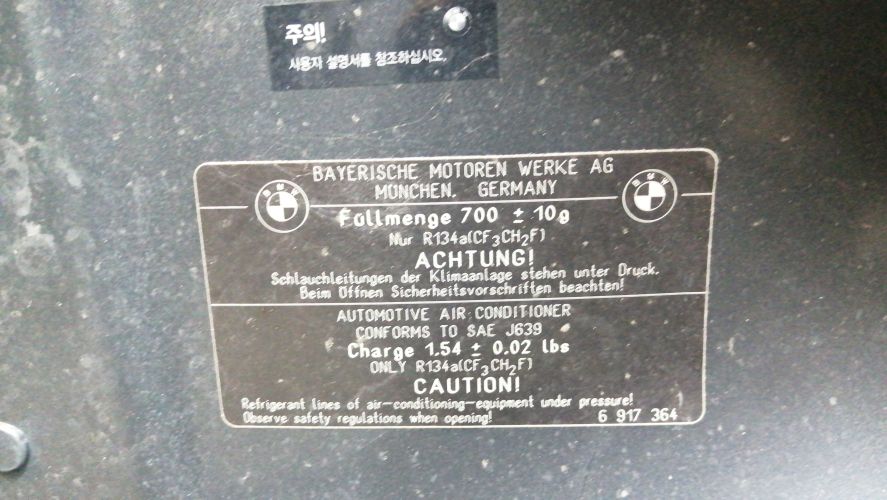 주의!
사용자 설명서를 참조하십시오.
BAYERISCHE MOTOREN WERKE AG
MÜNCHEN. GERMANY
Füllmenge 700 ± 10g
Nur R134a(CF₃CH₂F)
ACHTUNG!
Schlauchleitungen der Klimaanlage stehen unter Druck.
Beim Öffnen Sicherheitsvorschriften beachten!
AUTOMOTIVE AIR CONDITIONER
CONFORMS TO SAE J639
Charge 1.54 ± 0.02 lbs
ONLY R134a(CF₃CH₂F)
CAUTION!
Refrigerant lines of air-conditioning-equipment under pressure!
Observe safety regulations when opening!
6 917 364